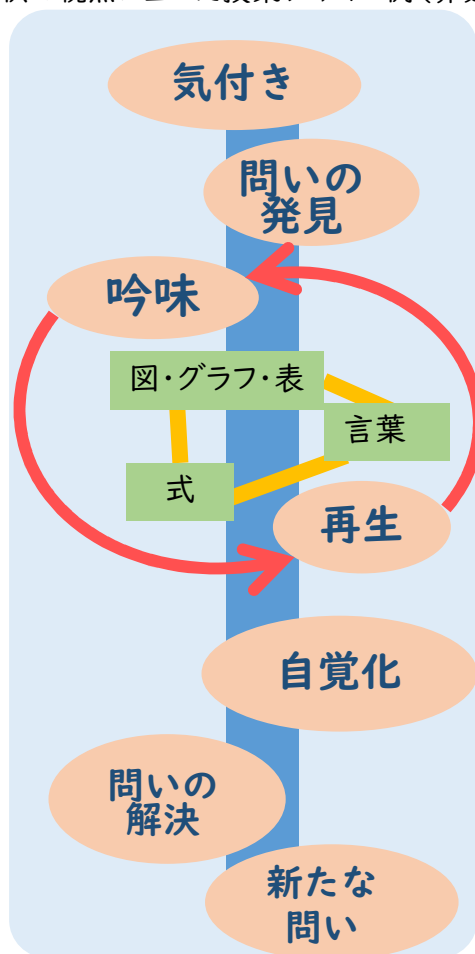 気付き
問いの
発見
吟味
図・グラフ・表
言葉
式
再生
自覚化
問いの
解決
新たな
問い